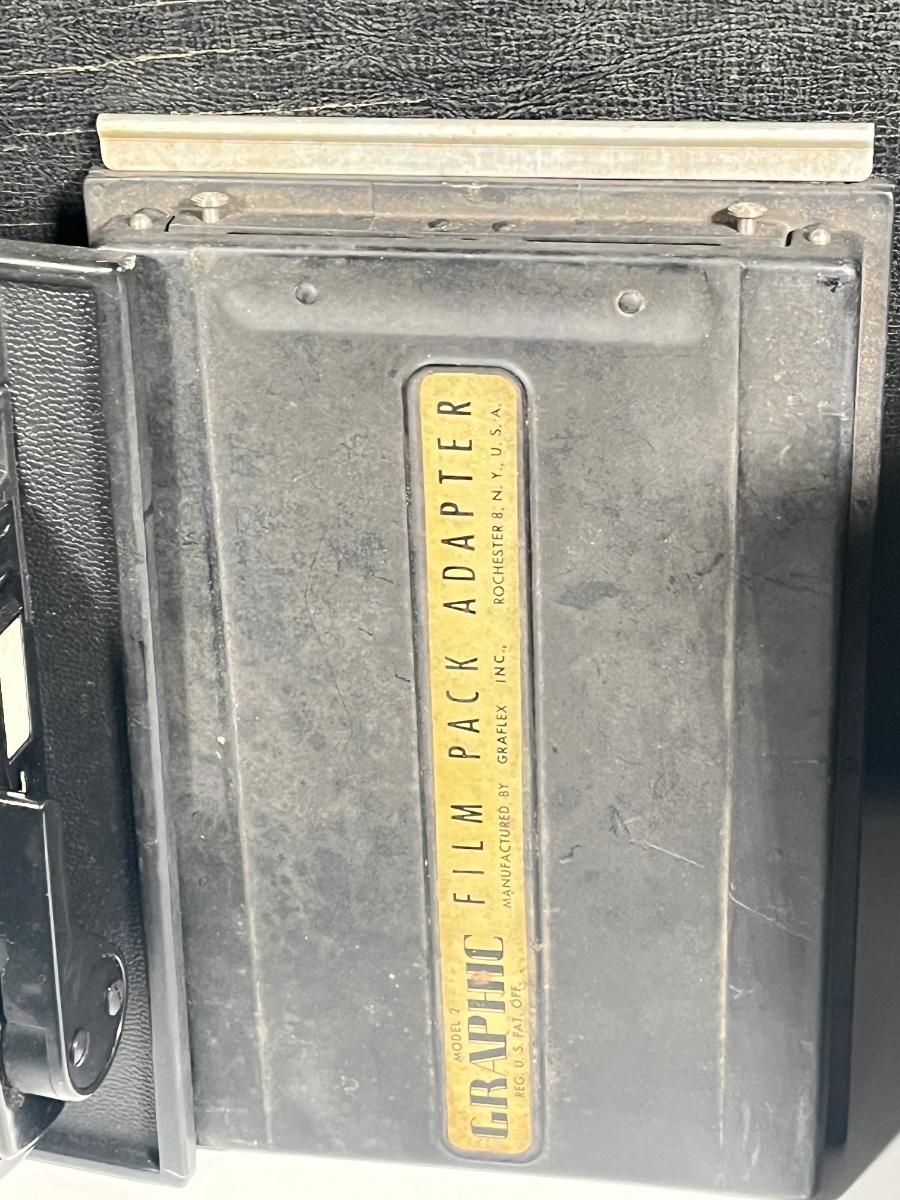 MODEL 2
GRAPHIC FILM PACK ADAPTER
REG. U. S. PAT. OFF. MANUFACTURED BY GRAFLEX INC., ROCHESTER 8, N. Y., U. S. A.